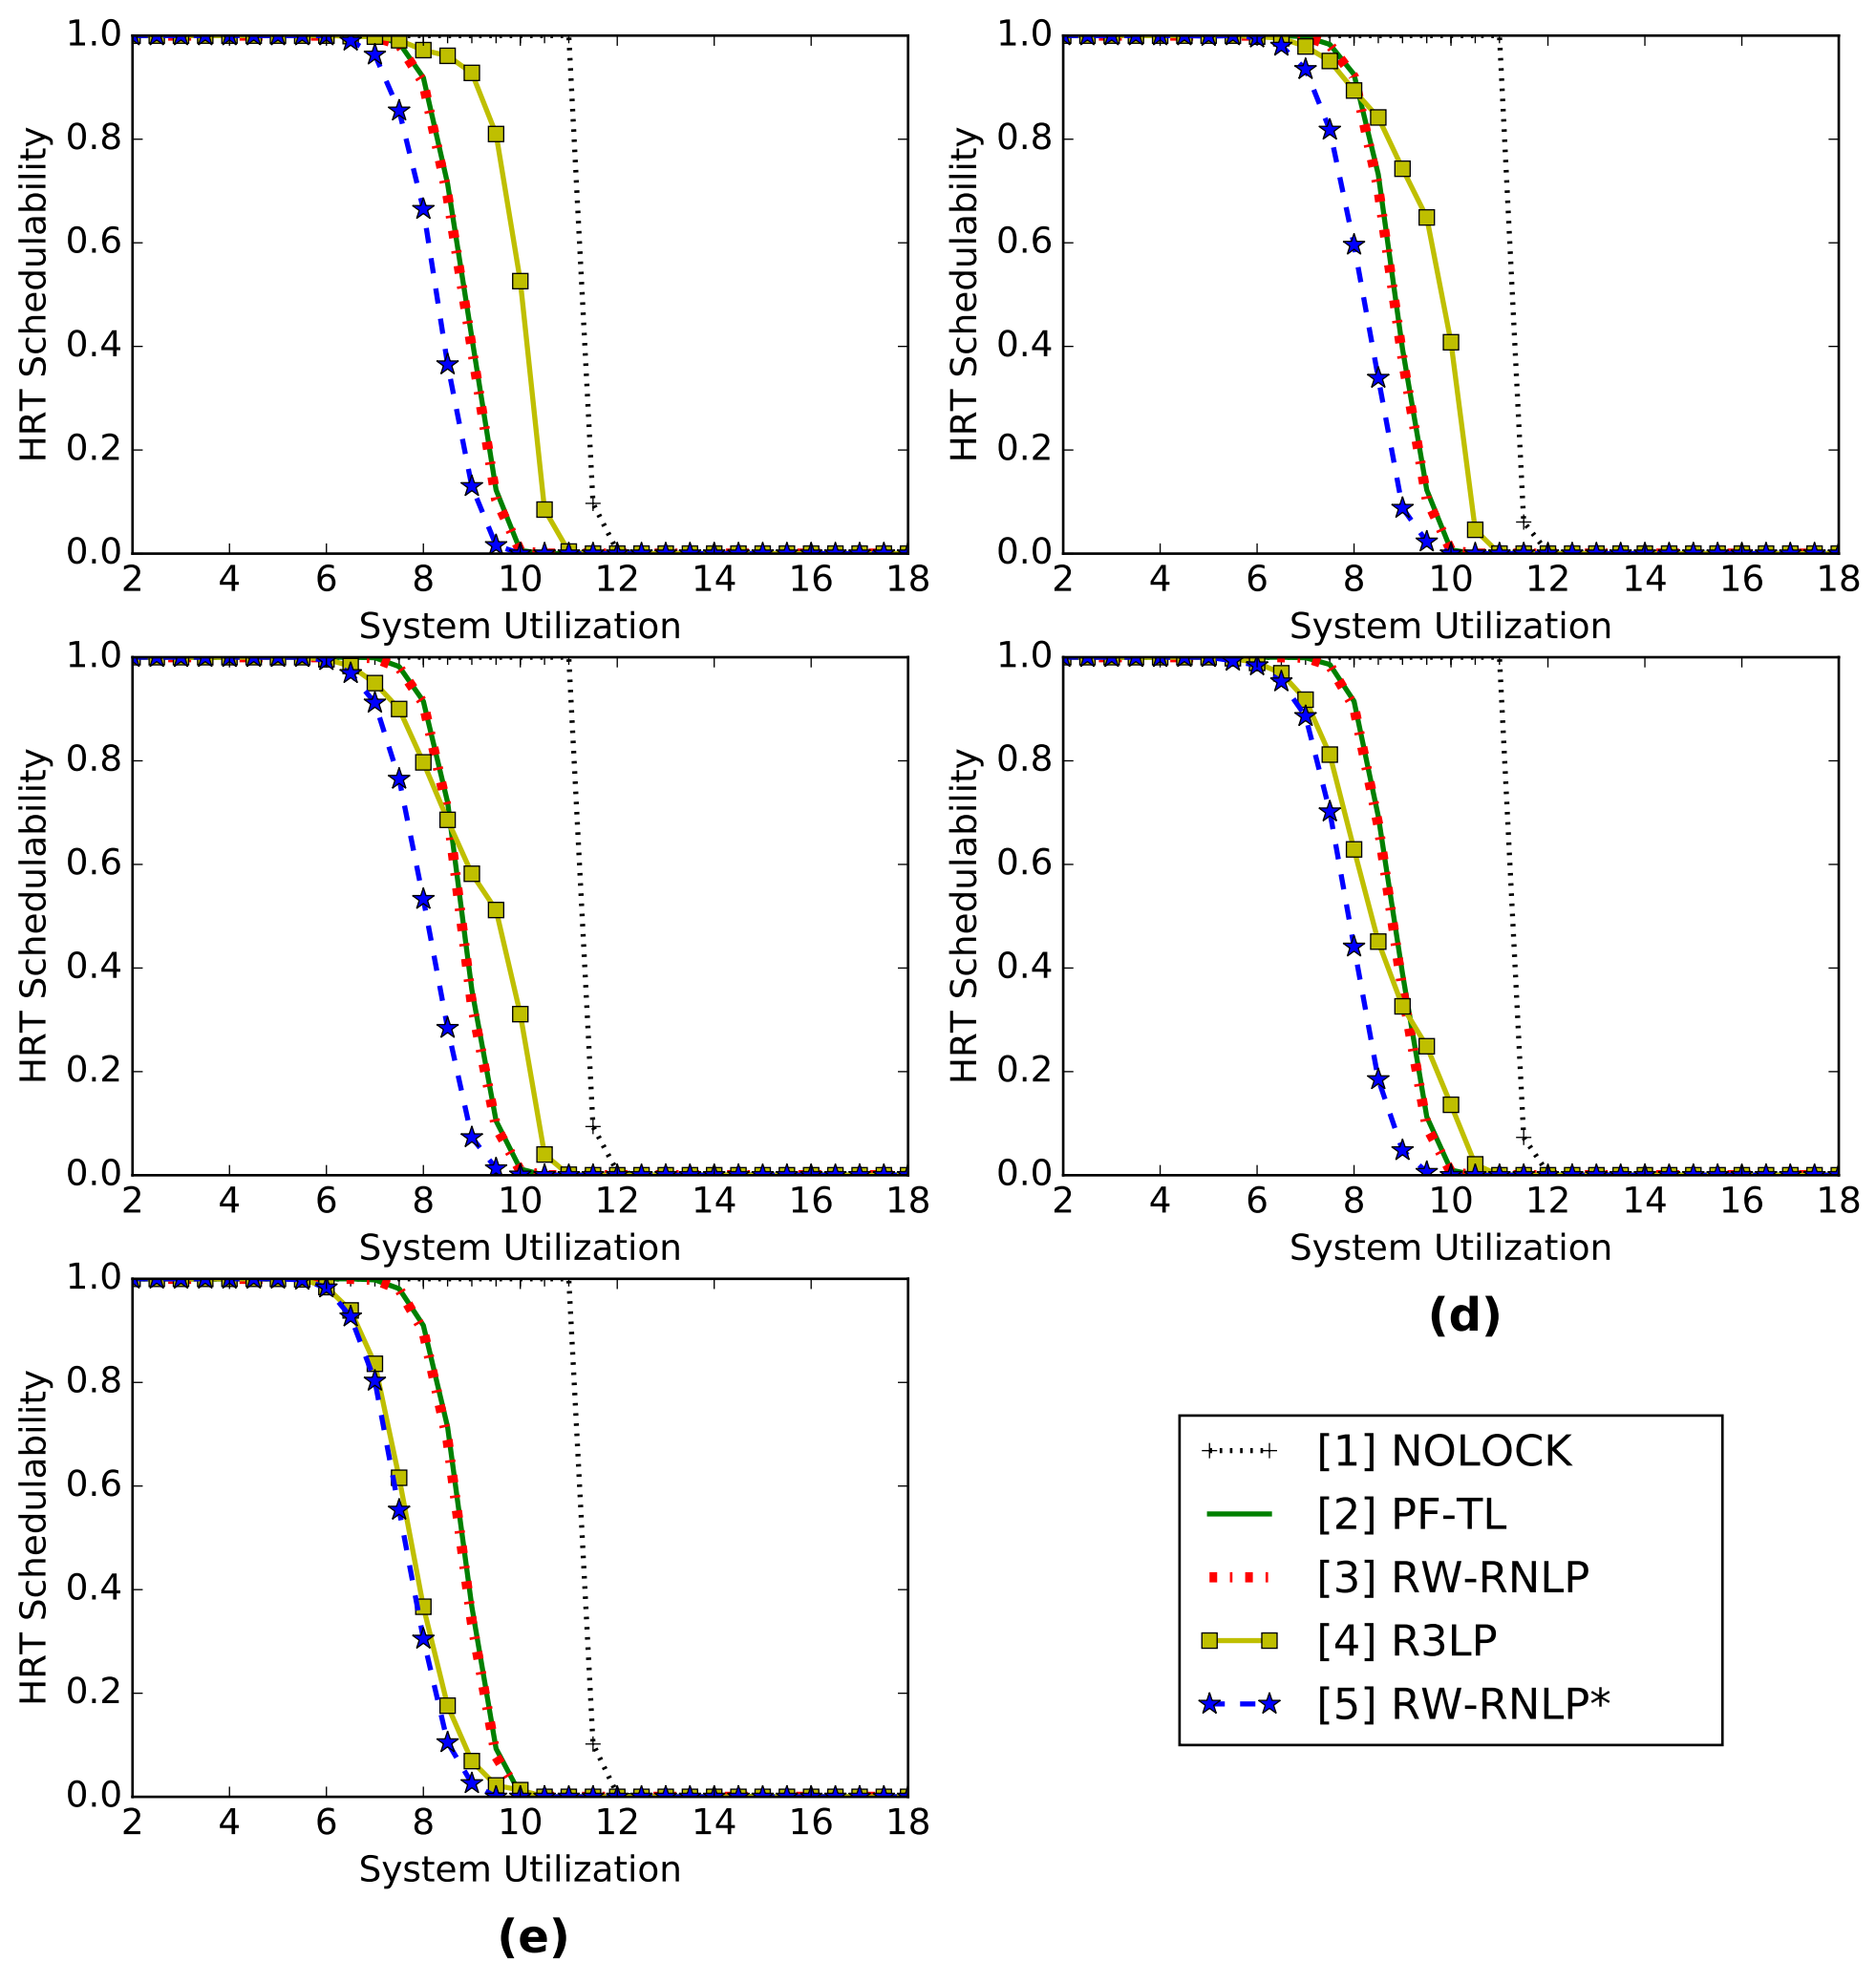 1.0
0.8
0.6
0.4
0.2
0.0
HRT Schedulability
2 4 6 8 10 12 14 16 18
System Utilization
1.0
0.8
0.6
0.4
0.2
0.0
HRT Schedulability
2 4 6 8 10 12 14 16 18
System Utilization
1.0
0.8
0.6
0.4
0.2
0.0
HRT Schedulability
2 4 6 8 10 12 14 16 18
System Utilization
1.0
0.8
0.6
0.4
0.2
0.0
HRT Schedulability
2 4 6 8 10 12 14 16 18
System Utilization
(d)
1.0
0.8
0.6
0.4
0.2
0.0
HRT Schedulability
2 4 6 8 10 12 14 16 18
System Utilization
(e)
[1] NOLOCK
[2] PF-TL
[3] RW-RNLP
[4] R3LP
[5] RW-RNLP*